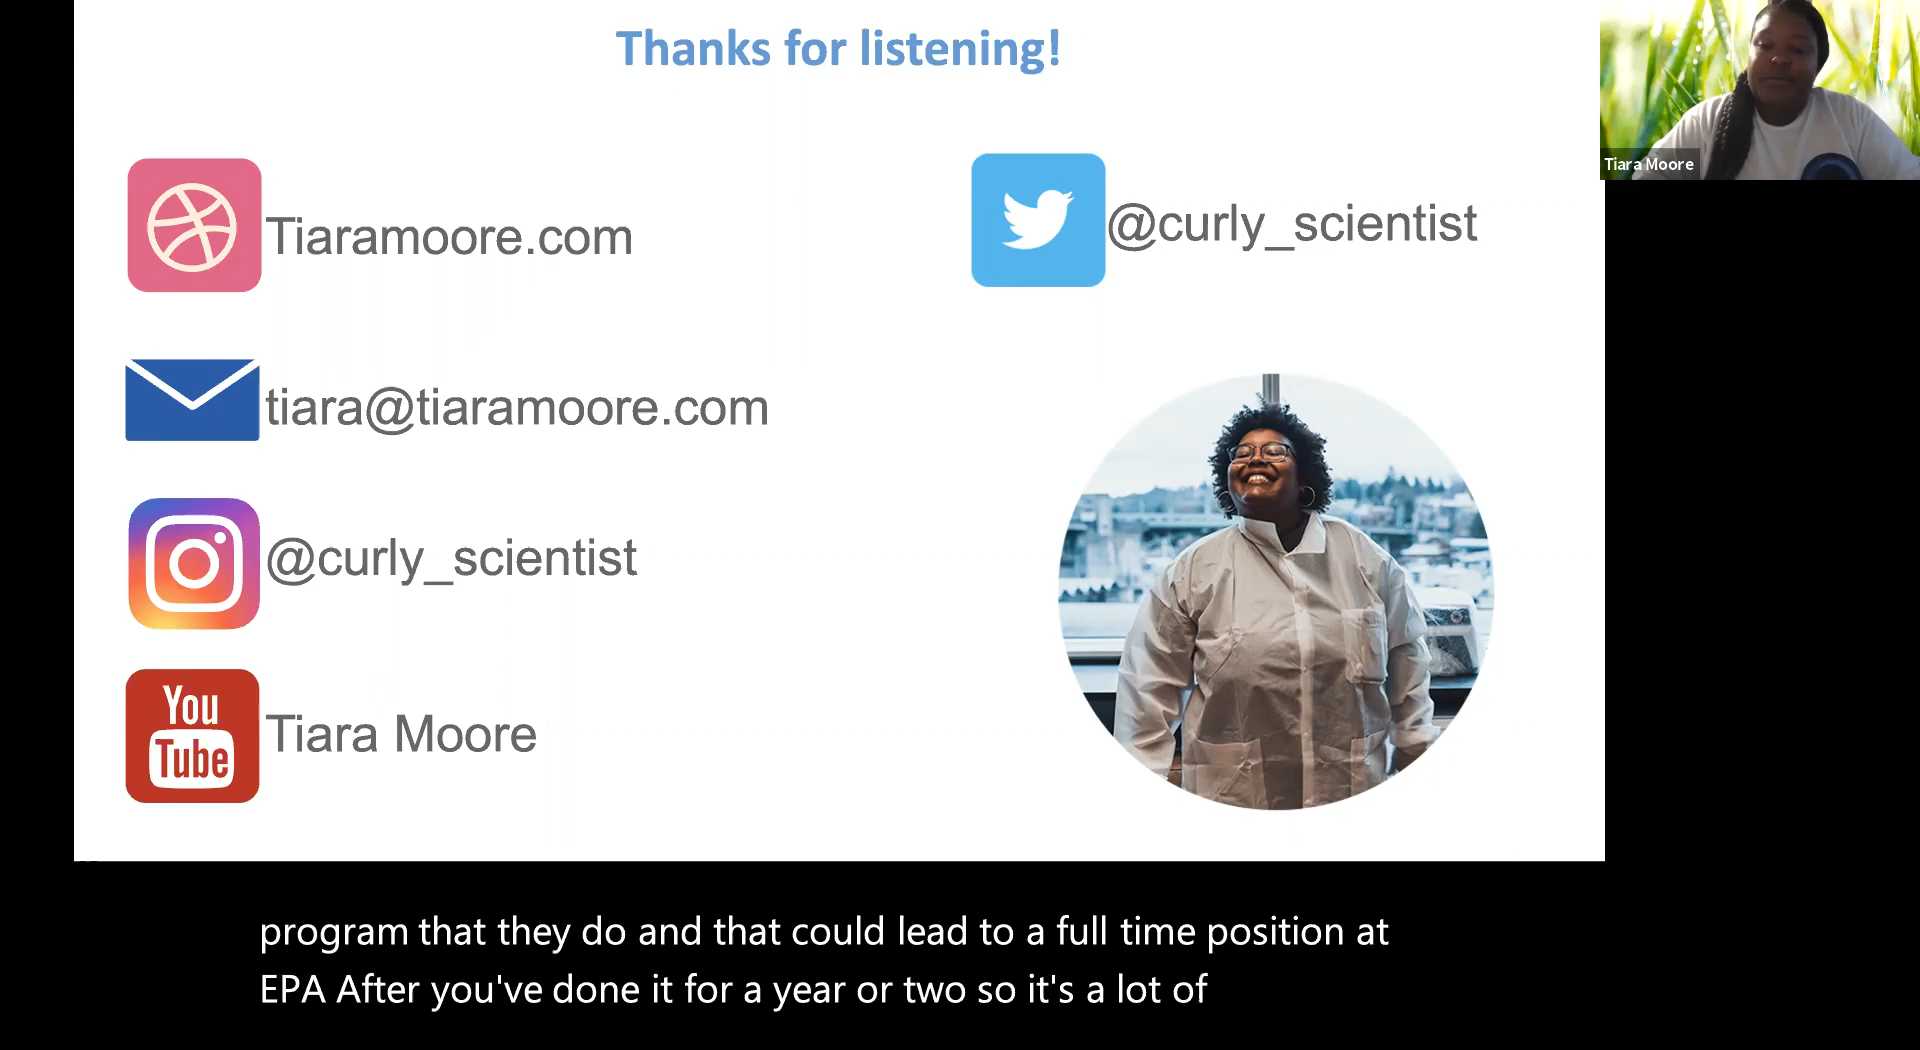 Thanks for listening!
Tiaramoore.com
@curly_scientist
tiara@tiaramoore.com
@curly_scientist
You
Tube
Tiara Moore
Tiara Moore
program that they do and that could lead to a full time position at
EPA After you've done it for a year or two so it's a lot of